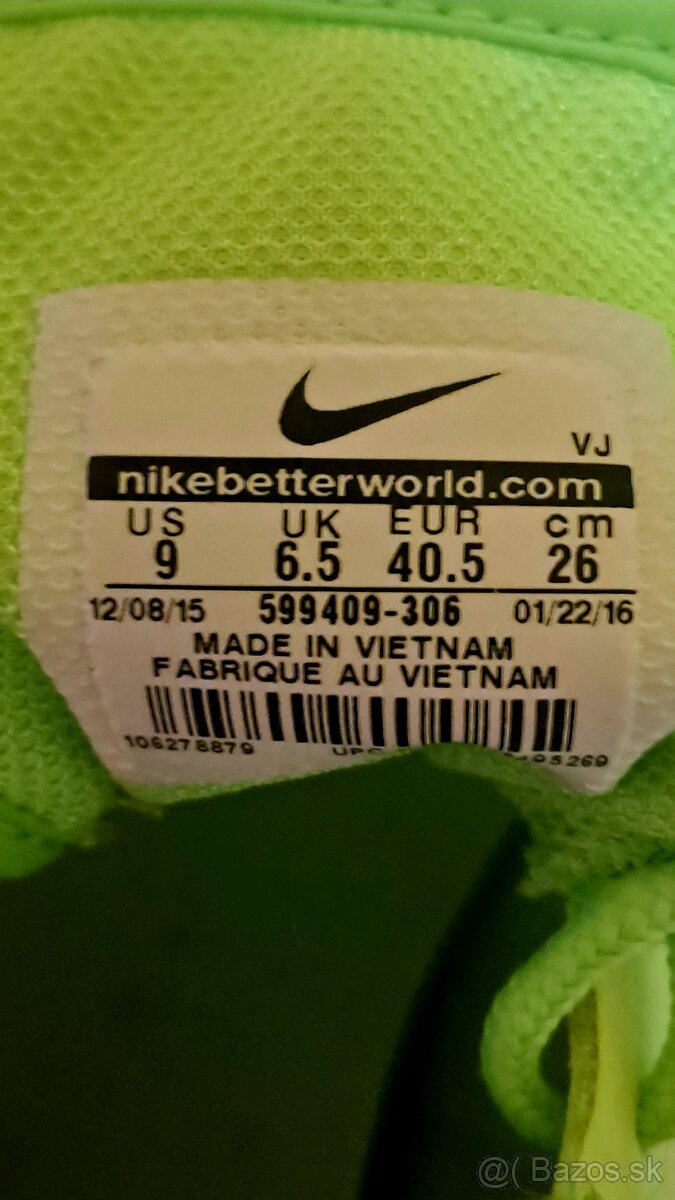 VJ
nikebetterworld.com
US UK EUR cm
9 6.5 40.5 26
12/08/15 599409-306 01/22/16
MADE IN VIETNAM
FABRIQUE AU VIETNAM
106278879 UPC
@( Bazos.sk